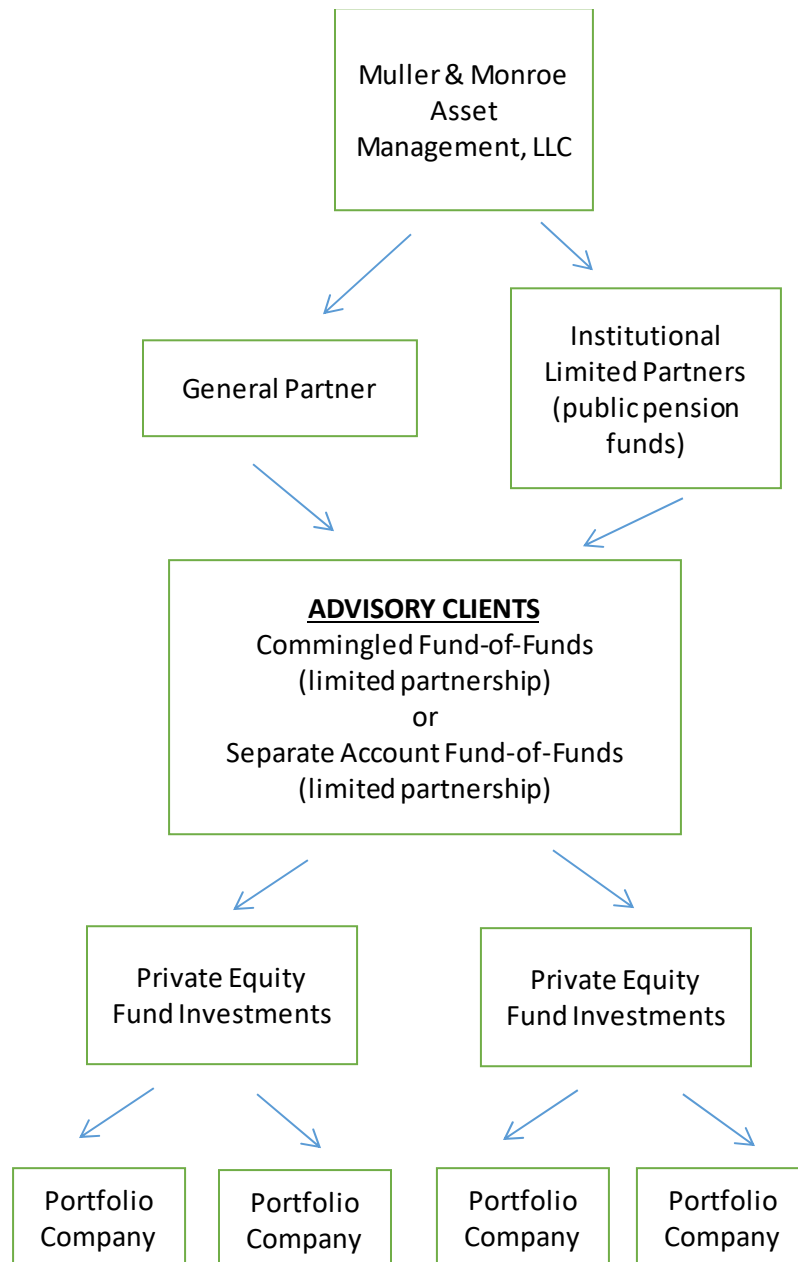 Muller & Monroe
Asset
Management, LLC
General Partner
Institutional
Limited Partners
(public pension
funds)
ADVISORY CLIENTS
Commingled Fund-of-Funds
(limited partnership)
or
Separate Account Fund-of-Funds
(limited partnership)
Private Equity
Fund Investments
Private Equity
Fund Investments
Portfolio
Company
Portfolio
Company
Portfolio
Company
Portfolio
Company